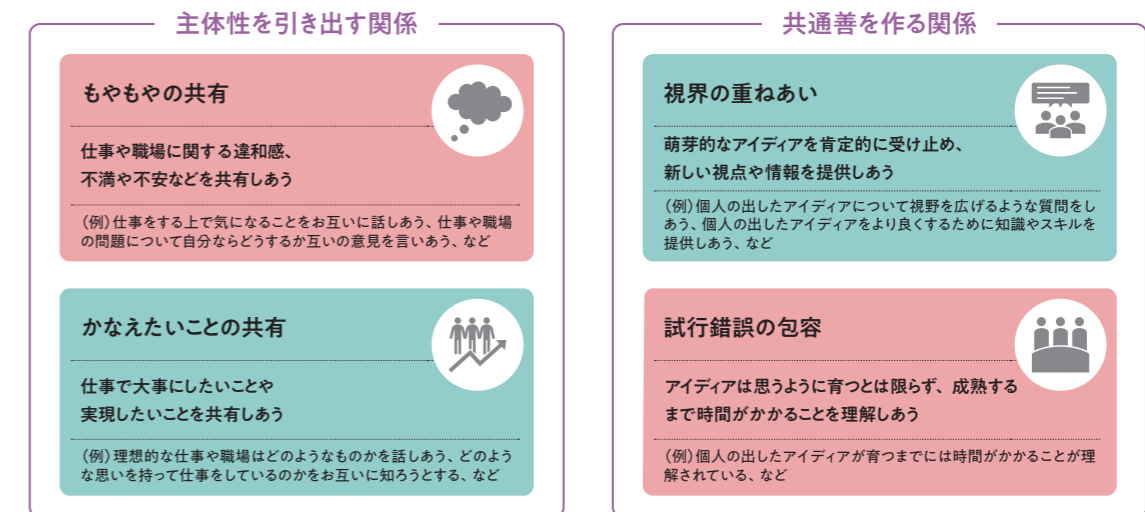 主体性を引き出す関係
もやもやの共有
仕事や職場に関する違和感、
不満や不安などを共有しあう
（例）仕事をする上で気になることをお互いに話しあう、仕事や職場
の問題について自分ならどうするか互いの意見を言いあう、など
かなえたいことの共有
仕事で大事にしたいことや
実現したいことを共有しあう
（例）理想的な仕事や職場はどのようなものかを話しあう、どのよう
な思いを持って仕事をしているのかをお互いに知ろうとする、など
共通善を作る関係
視界の重ねあい
萌芽的なアイディアを肯定的に受け止め、
新しい視点や情報を提供しあう
（例）個人の出したアイディアについて視野を広げるような質問をし
あう、個人の出したアイディアをより良くするために知識やスキルを
提供しあう、など
試行錯誤の包容
アイディアは思うように育つとは限らず、成熟する
まで時間がかかることを理解しあう
（例）個人の出したアイディアが育つまでには時間がかかることが理
解されている、など